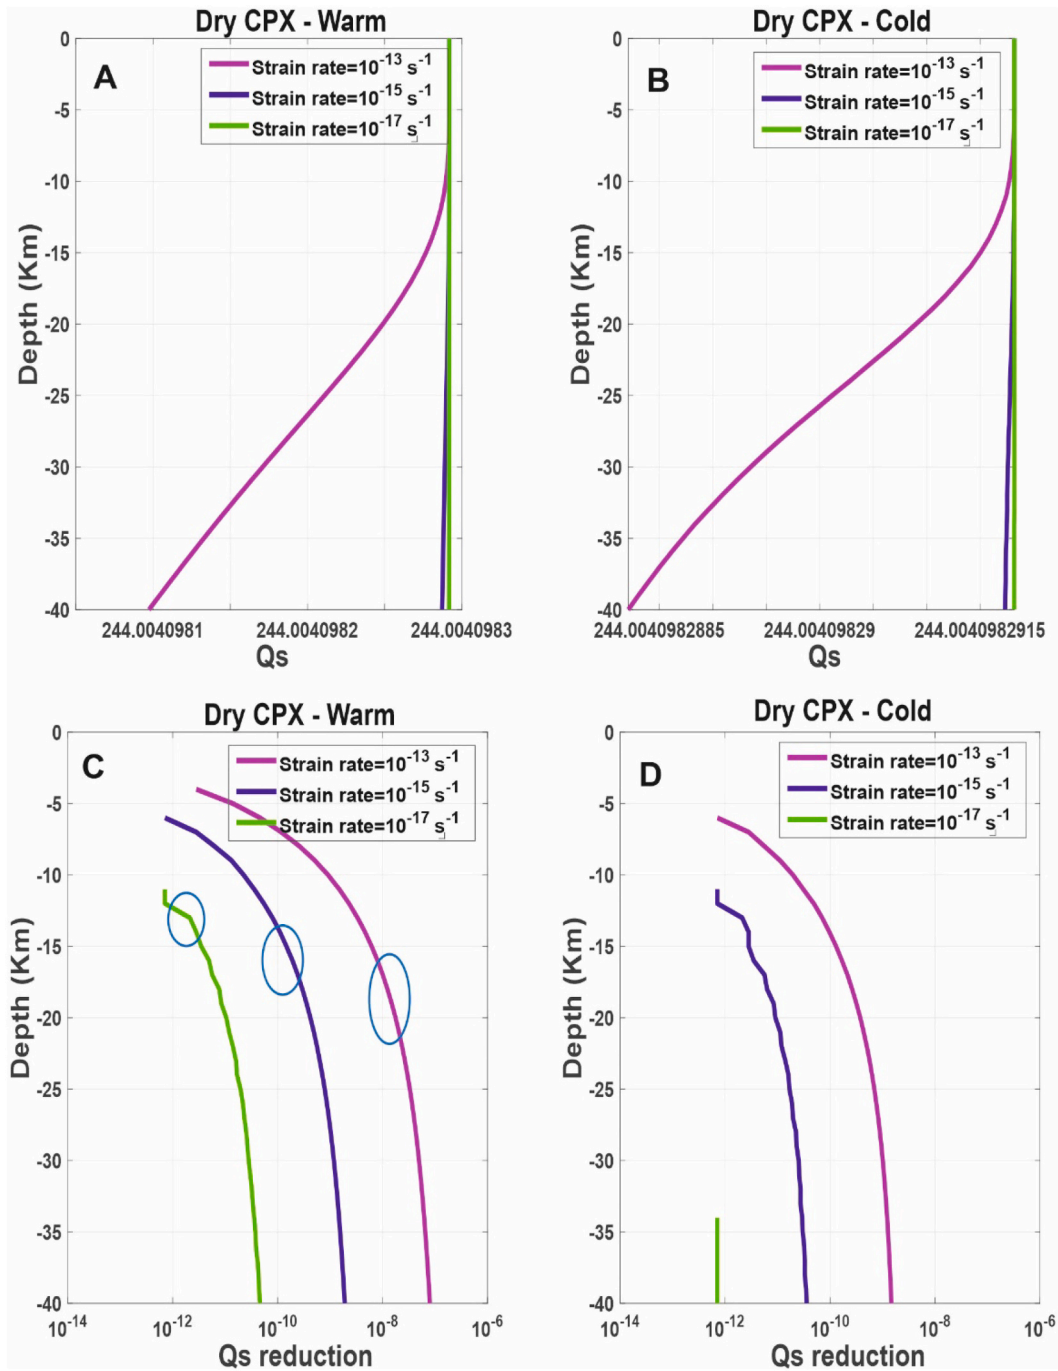 Dry CPX - Warm
A
Strain rate=10⁻¹³ s⁻¹
Strain rate=10⁻¹⁵ s⁻¹
Strain rate=10⁻¹⁷ s⁻¹
0
-5
-10
-15
-20
-25
-30
-35
-40
Depth (Km)
244.0040981
244.0040982
244.0040983
Qs
Dry CPX - Cold
B
Strain rate=10⁻¹³ s⁻¹
Strain rate=10⁻¹⁵ s⁻¹
Strain rate=10⁻¹⁷ s⁻¹
0
-5
-10
-15
-20
-25
-30
-35
-40
Depth (Km)
244.0040982885
244.00409829
244.0040982915
Qs
Dry CPX - Warm
C
Strain rate=10⁻¹³ s⁻¹
Strain rate=10⁻¹⁵ s⁻¹
Strain rate=10⁻¹⁷ s⁻¹
0
-5
-10
-15
-20
-25
-30
-35
-40
Depth (Km)
10⁻¹⁴
10⁻¹²
10⁻¹⁰
10⁻⁸
10⁻⁶
Qs reduction
Dry CPX - Cold
D
Strain rate=10⁻¹³ s⁻¹
Strain rate=10⁻¹⁵ s⁻¹
Strain rate=10⁻¹⁷ s⁻¹
0
-5
-10
-15
-20
-25
-30
-35
-40
Depth (Km)
10⁻¹⁴
10⁻¹²
10⁻¹⁰
10⁻⁸
10⁻⁶
Qs reduction